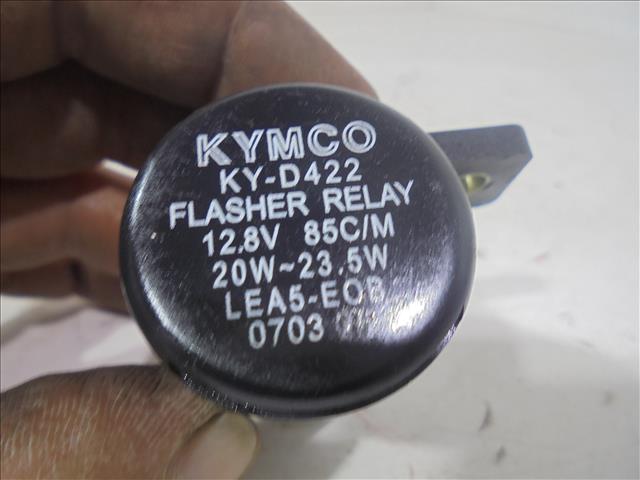 KYMCO
KY-D422
FLASHER RELAY
12.8V 85C/M
20W~23.5W
LEA5-EOB
0703